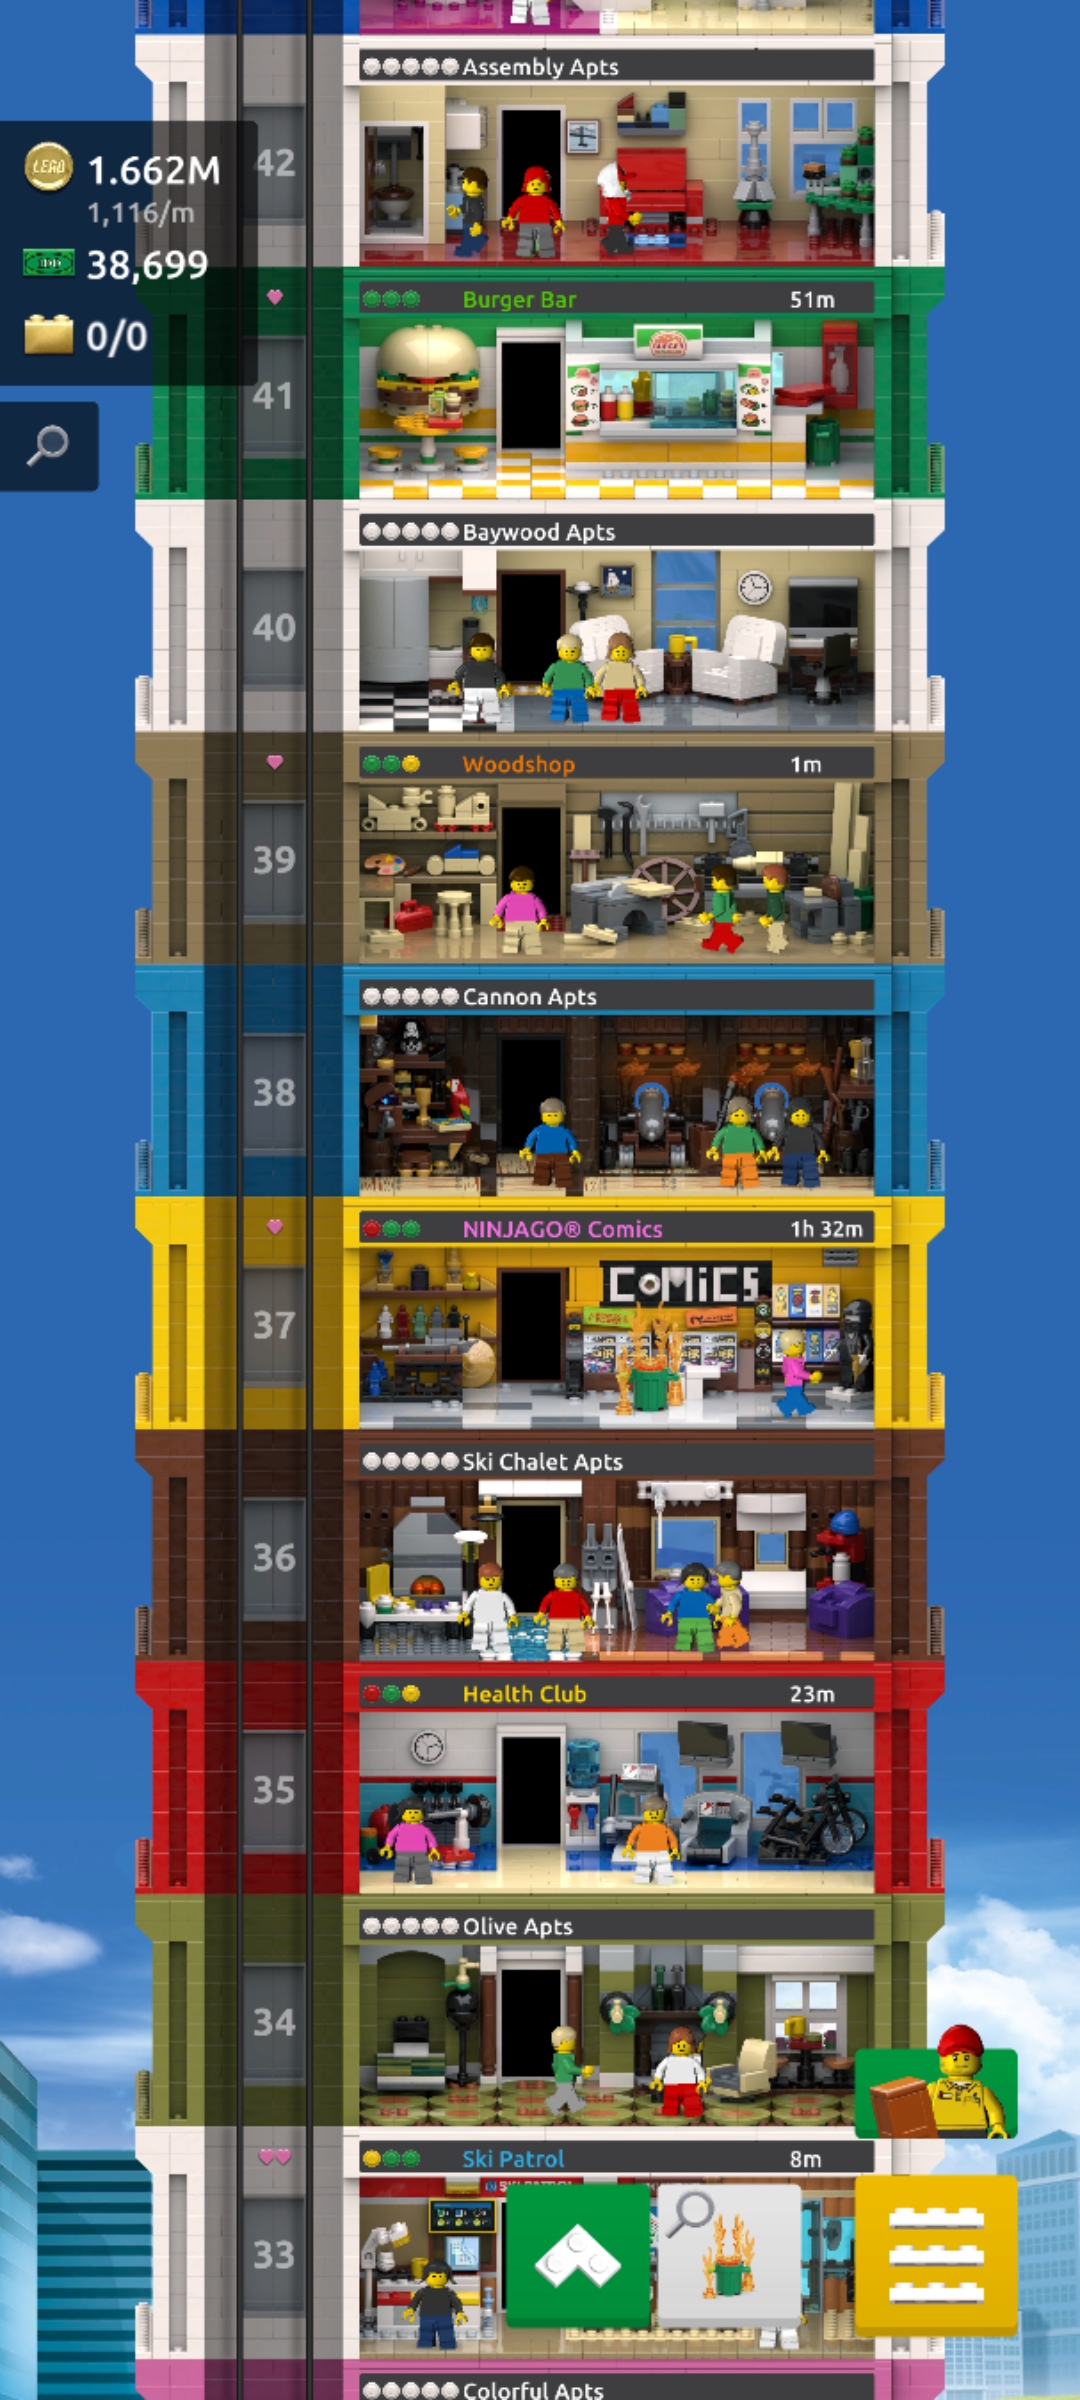 Assembly Apts
42
LEGO
1.662M
1,116/m
38,699
Burger Bar 51m
0/0
41
Baywood Apts
40
Woodshop 1m
39
Cannon Apts
38
NINJAGO® Comics 1h 32m
COMiCS
37
Ski Chalet Apts
36
Health Club 23m
35
Olive Apts
34
Ski Patrol 8m
33
Colorful Apts